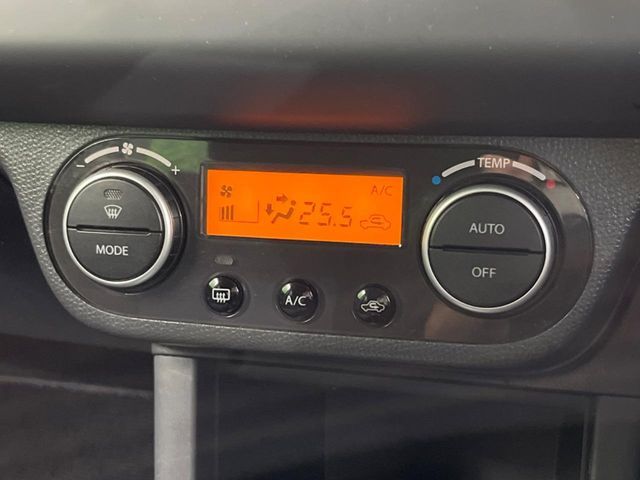 - +
TEMP
A/C
25.5
MODE
AUTO
OFF
A/C